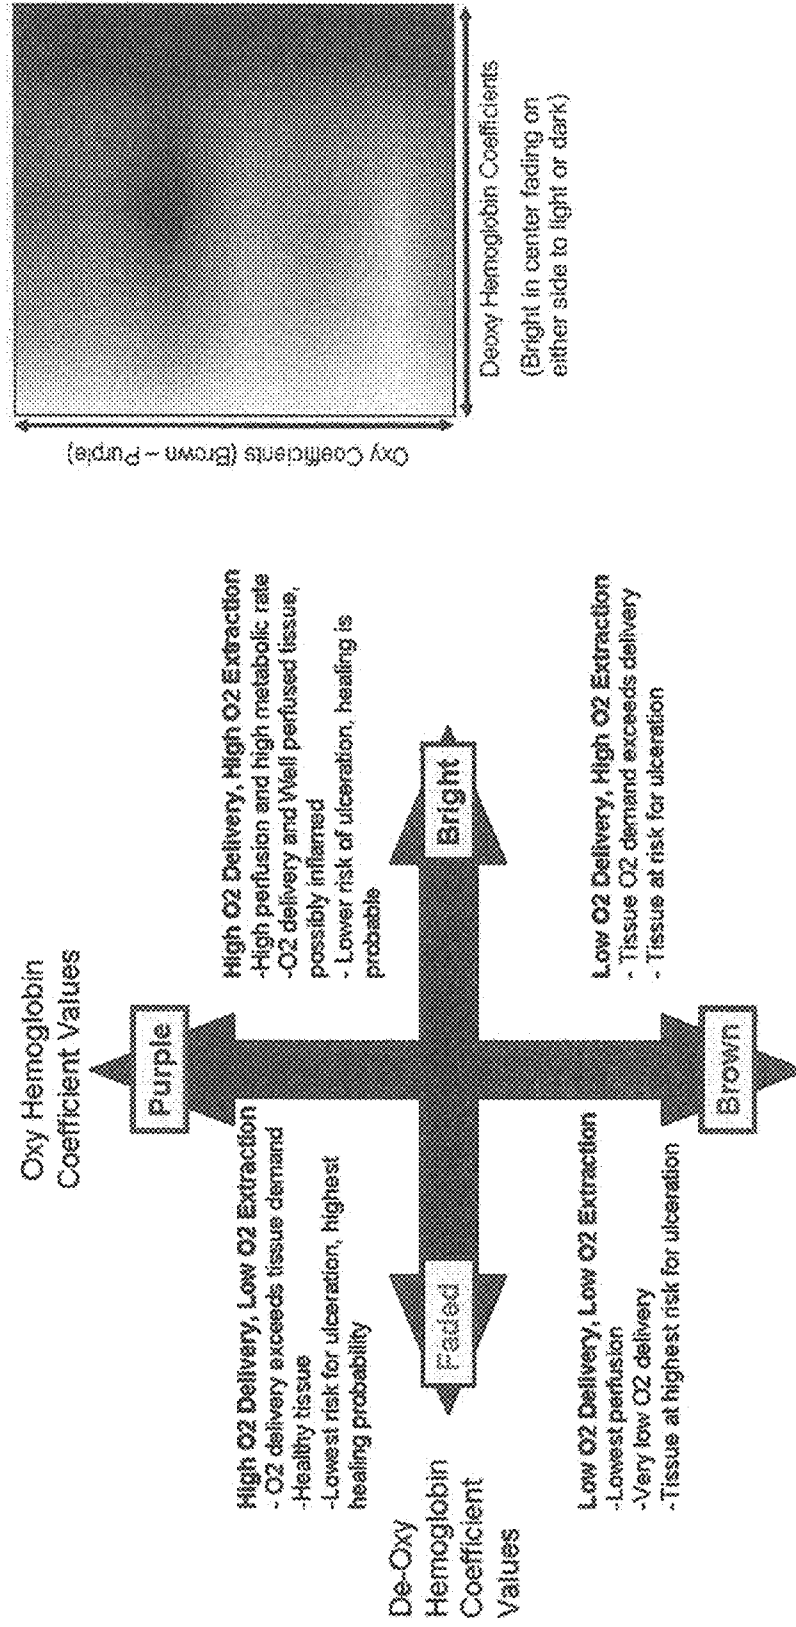 Oxy Hemoglobin
Coefficient Values
Purple
High O2 Delivery, Low O2 Extraction
- O2 delivery exceeds tissue demand
-Healthy tissue
-Lowest risk for ulceration, highest
healing probability
High O2 Delivery, High O2 Extraction
-High perfusion and high metabolic rate
-O2 delivery and Well perfused tissue,
possibly inflamed
- Lower risk of ulceration, healing is
probable
De-Oxy
Hemoglobin
Coefficient
Values
Faded
Bright
Low O2 Delivery, Low O2 Extraction
-Lowest perfusion
-Very low O2 delivery
-Tissue at highest risk for ulceration
Low O2 Delivery, High O2 Extraction
- Tissue O2 demand exceeds delivery
- Tissue at risk for ulceration
Brown
Oxy Coefficients (Brown – Purple)
Deoxy Hemoglobin Coefficients
(Bright in center fading on
either side to light or dark)